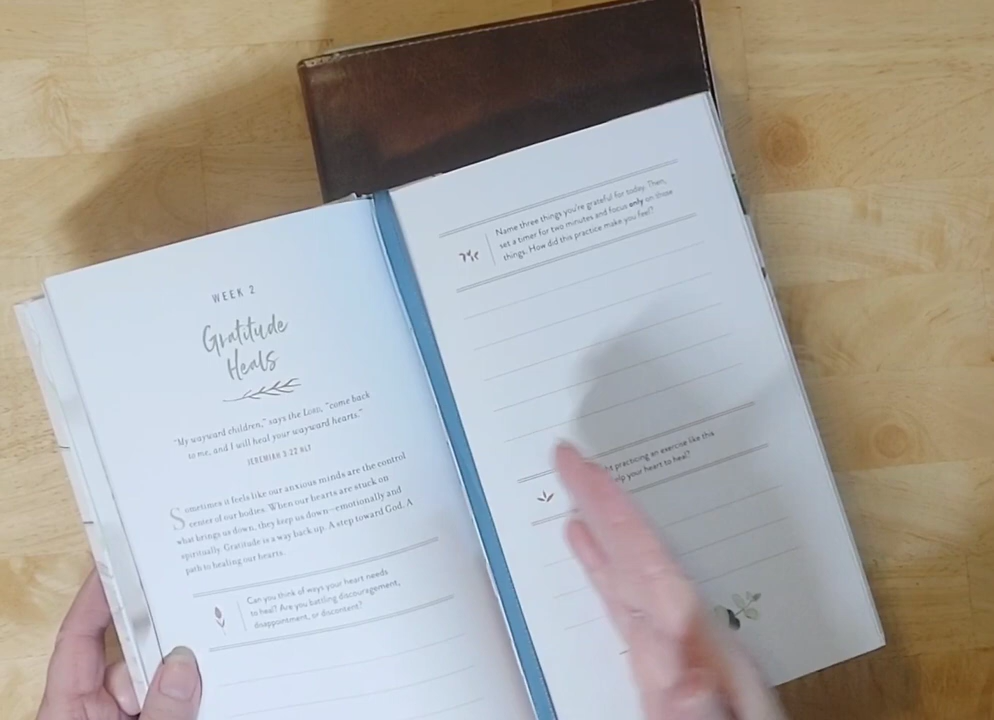 WEEK 2
Gratitude
Heals
"My wayward children," says the LORD, "come back
to me, and I will heal your wayward hearts."
JEREMIAH 3:22 NLT
Sometimes it feels like our anxious minds are the control
center of our bodies. When our hearts are stuck on
what brings us down, they keep us down—emotionally and
spiritually. Gratitude is a way back up. A step toward God. A
path to healing our hearts.
Can you think of ways your heart needs
to heal? Are you battling discouragement,
disappointment, or discontent?
Name three things you're grateful for today. Then,
set a timer for two minutes and focus only on those
things. How did this practice make you feel?
practicing an exercise like this
help your heart to heal?